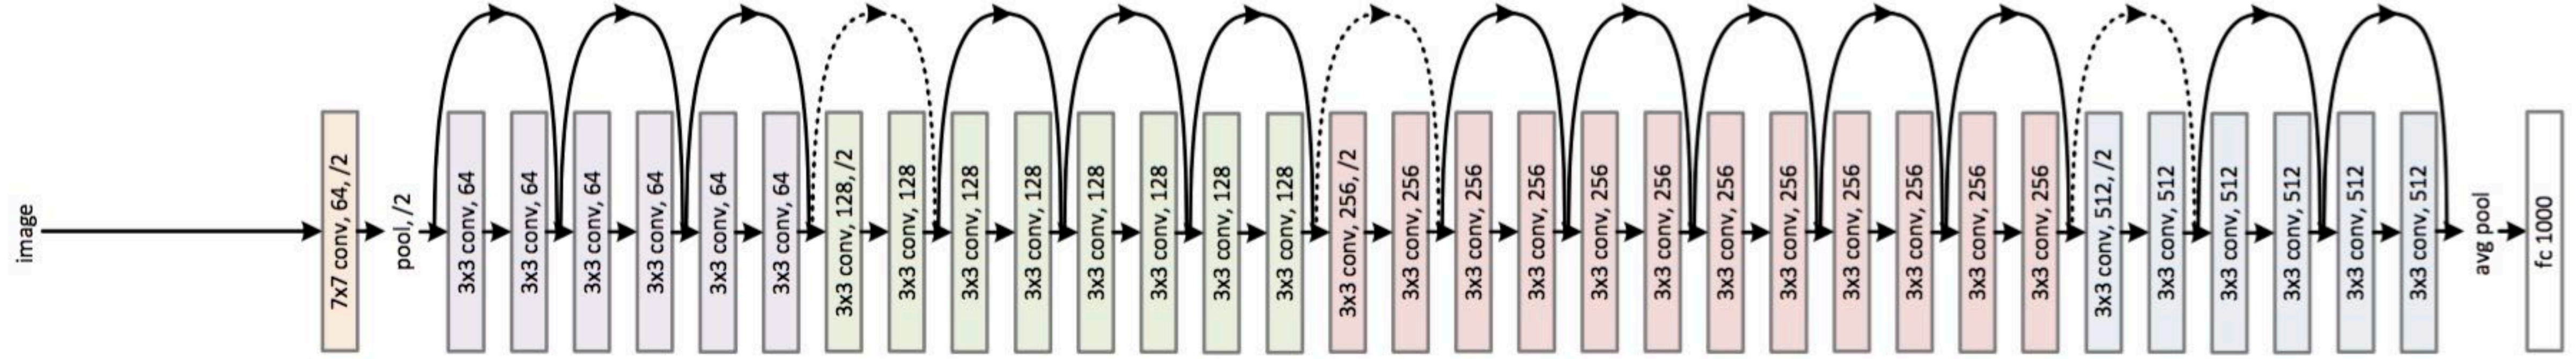 image
7x7 conv, 64, /2
pool, /2
3x3 conv, 64
3x3 conv, 64
3x3 conv, 64
3x3 conv, 64
3x3 conv, 64
3x3 conv, 64
3x3 conv, 128, /2
3x3 conv, 128
3x3 conv, 128
3x3 conv, 128
3x3 conv, 128
3x3 conv, 128
3x3 conv, 128
3x3 conv, 128
3x3 conv, 256, /2
3x3 conv, 256
3x3 conv, 256
3x3 conv, 256
3x3 conv, 256
3x3 conv, 256
3x3 conv, 256
3x3 conv, 256
3x3 conv, 256
3x3 conv, 256
3x3 conv, 256
3x3 conv, 256
3x3 conv, 512, /2
3x3 conv, 512
3x3 conv, 512
3x3 conv, 512
3x3 conv, 512
3x3 conv, 512
avg pool
fc 1000